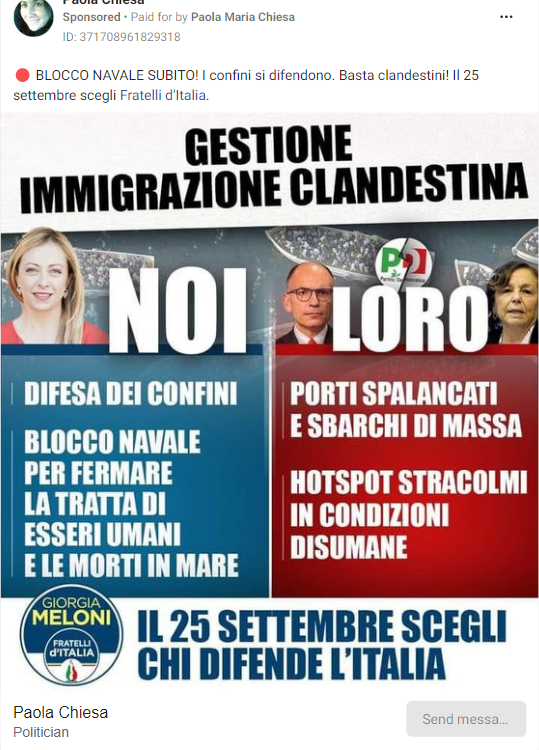 Paola Chiesa
Sponsored • Paid for by Paola Maria Chiesa
ID: 371708961829318
🔴 BLOCCO NAVALE SUBITO! I confini si difendono. Basta clandestini! Il 25
settembre scegli Fratelli d'Italia.
GESTIONE
IMMIGRAZIONE CLANDESTINA
NOI
DIFESA DEI CONFINI
BLOCCO NAVALE
PER FERMARE
LA TRATTA DI
ESSERI UMANI
E LE MORTI IN MARE
PD
Partito Democratico
LORO
PORTI SPALANCATI
E SBARCHI DI MASSA
HOTSPOT STRACOLMI
IN CONDIZIONI
DISUMANE
GIORGIA
MELONI
FRATELLI
d'ITALIA
IL 25 SETTEMBRE SCEGLI
CHI DIFENDE L'ITALIA
Paola Chiesa
Politician
Send messa...